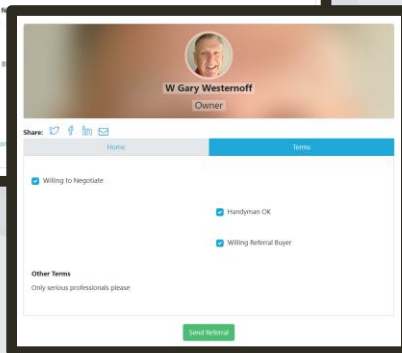 W Gary Westernoff
Owner
Share:
Home Terms
Willing to Negotiate
Handyman OK
Willing Referral Buyer
Other Terms
Only serious professionals please
Send Referral